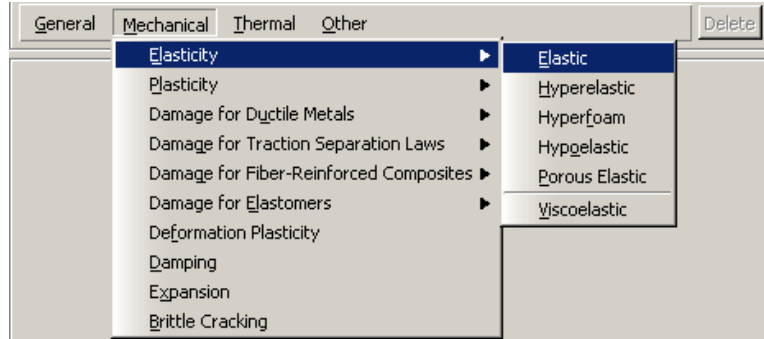 General Mechanical Thermal Other Delete
Elasticity
Plasticity
Damage for Ductile Metals
Damage for Traction Separation Laws
Damage for Fiber-Reinforced Composites
Damage for Elastomers
Deformation Plasticity
Damping
Expansion
Brittle Cracking
Elastic
Hyperelastic
Hyperfoam
Hypoelastic
Porous Elastic
Viscoelastic